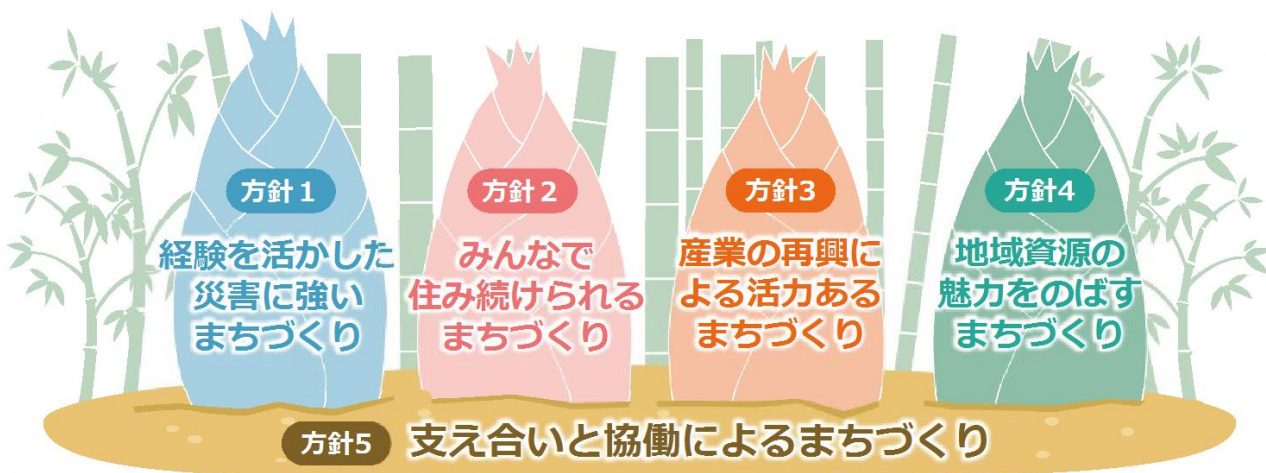 方針1
経験を活かした
災害に強い
まちづくり
方針2
みんなで
住み続けられる
まちづくり
方針3
産業の再興に
よる活力ある
まちづくり
方針4
地域資源の
魅力をのばす
まちづくり
方針5 支え合いと協働によるまちづくり